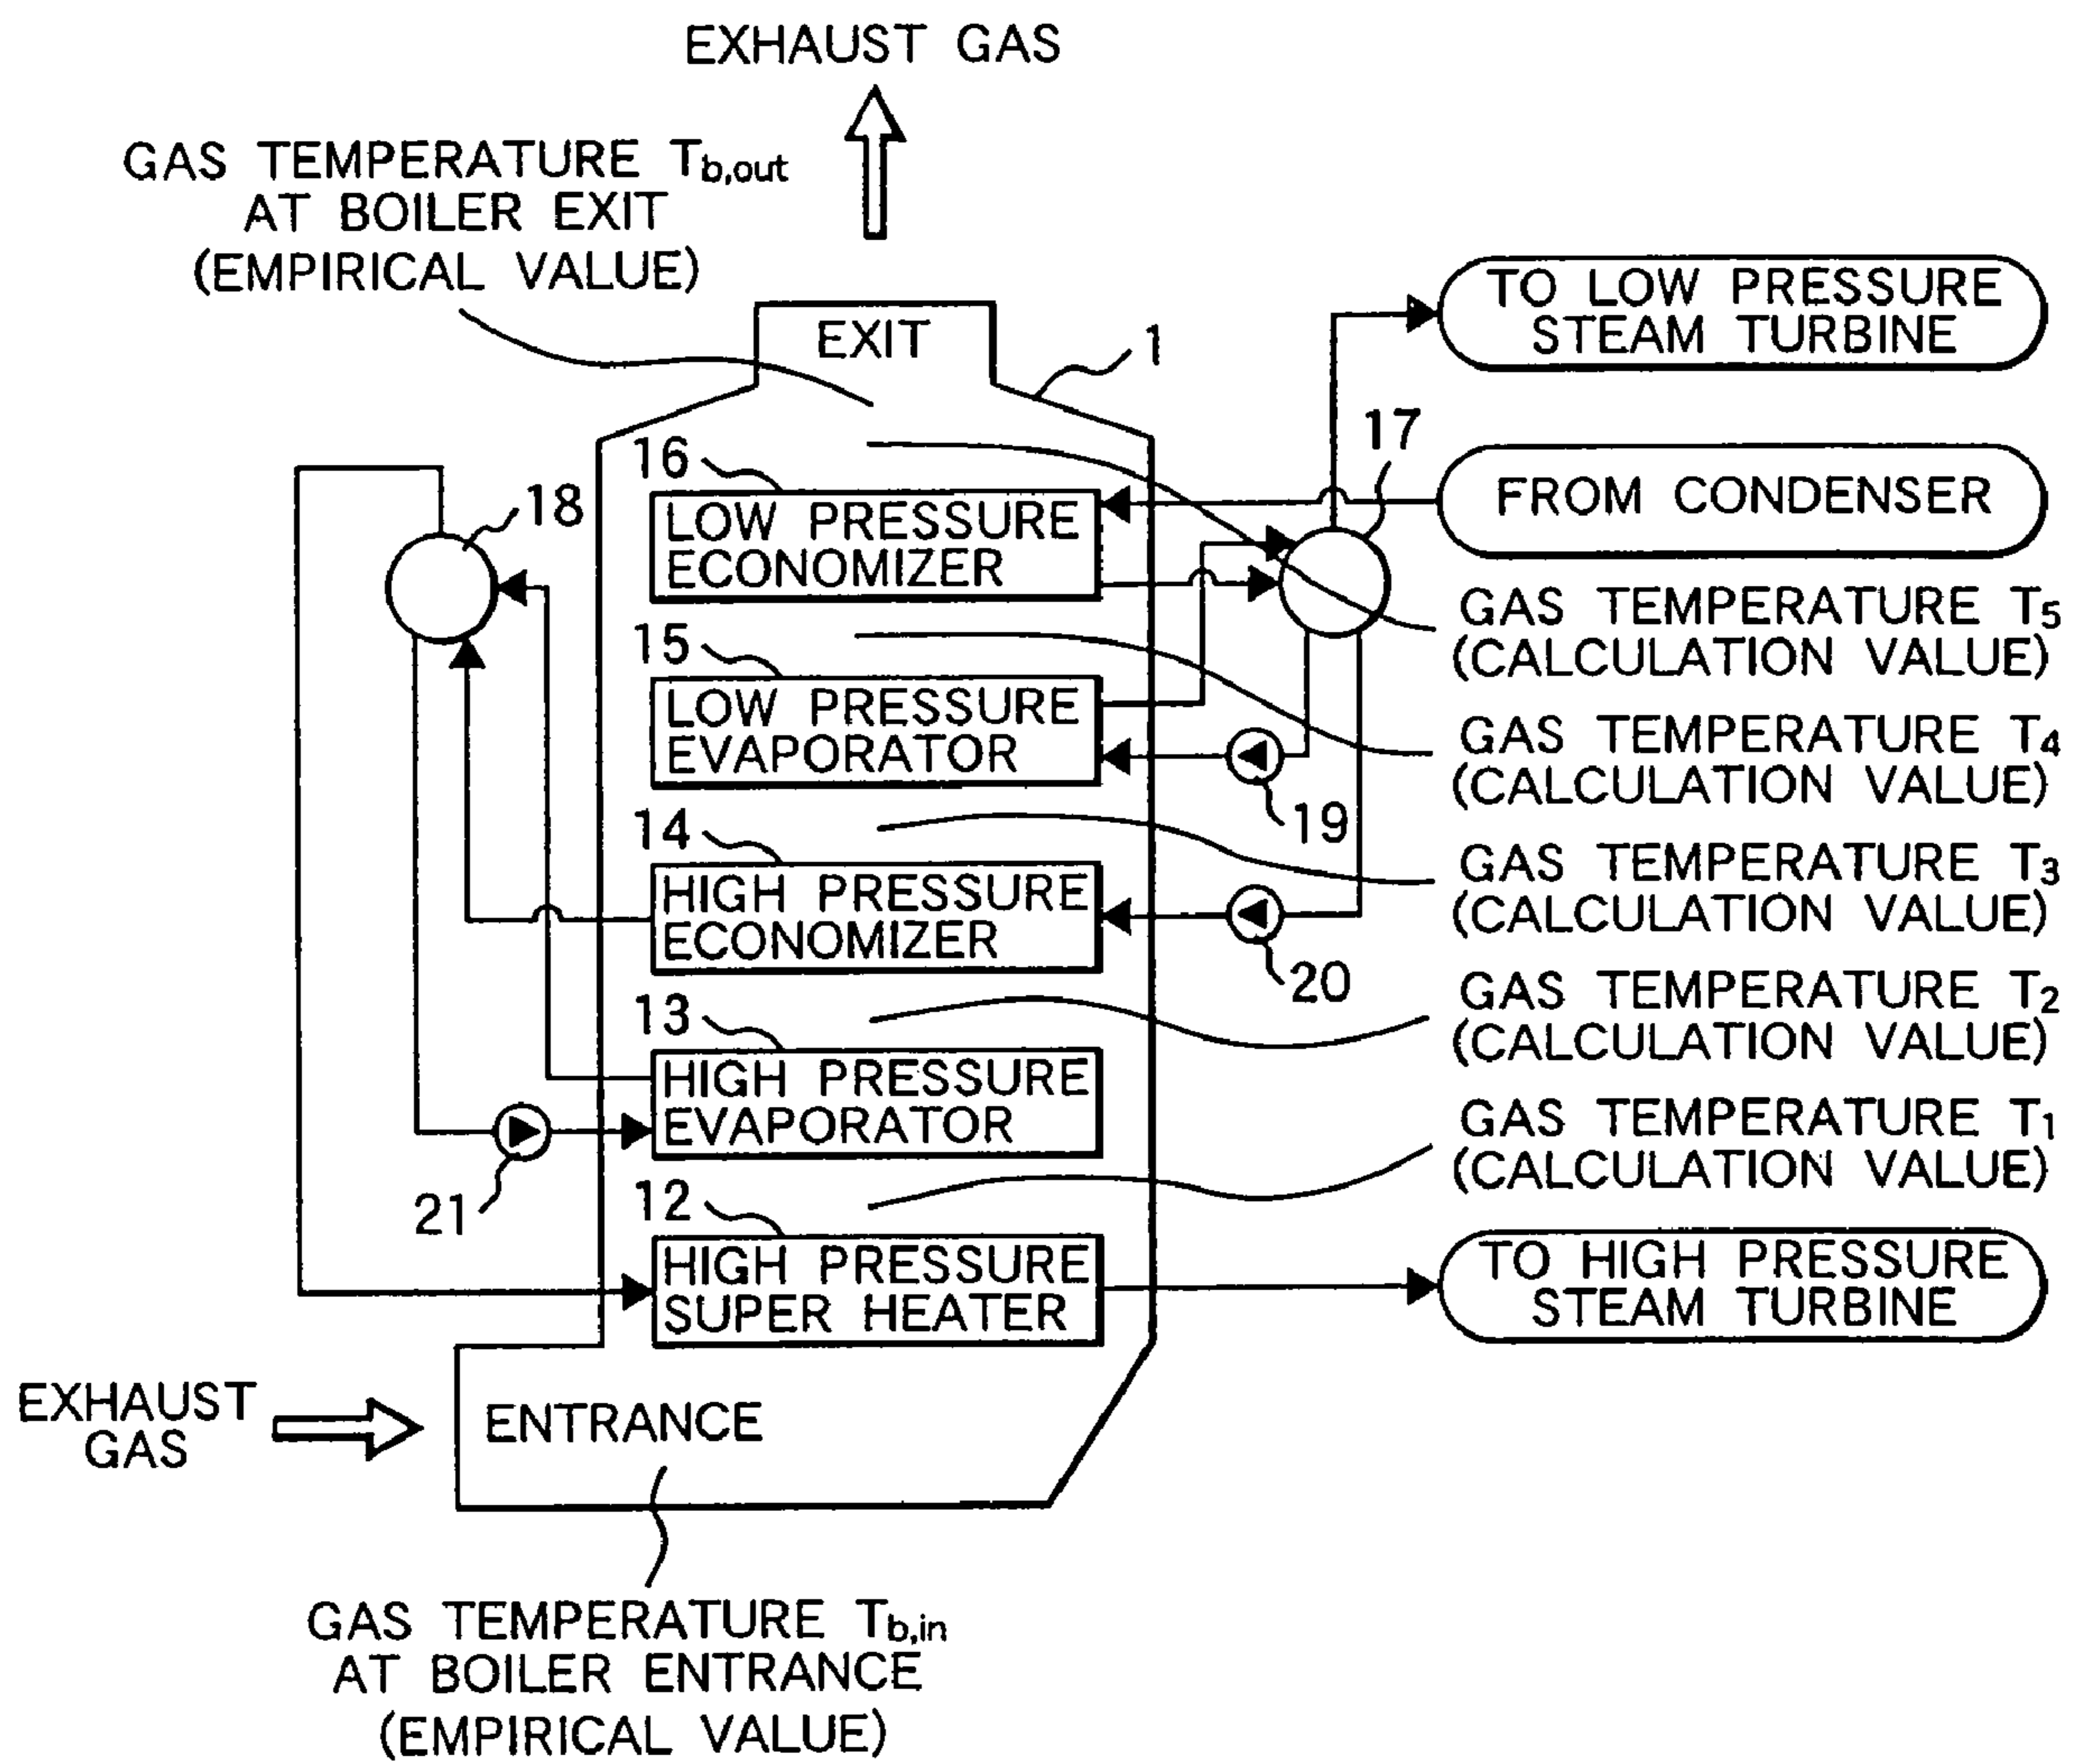 EXHAUST GAS
GAS TEMPERATURE Tb,out
AT BOILER EXIT
(EMPIRICAL VALUE)
EXIT
1
TO LOW PRESSURE
STEAM TURBINE
17
FROM CONDENSER
16
LOW PRESSURE
ECONOMIZER
18
GAS TEMPERATURE T5
(CALCULATION VALUE)
15
LOW PRESSURE
EVAPORATOR
GAS TEMPERATURE T4
(CALCULATION VALUE)
19
14
HIGH PRESSURE
ECONOMIZER
GAS TEMPERATURE T3
(CALCULATION VALUE)
20
13
HIGH PRESSURE
EVAPORATOR
GAS TEMPERATURE T2
(CALCULATION VALUE)
21
GAS TEMPERATURE T1
(CALCULATION VALUE)
12
HIGH PRESSURE
SUPER HEATER
TO HIGH PRESSURE
STEAM TURBINE
EXHAUST
GAS
ENTRANCE
GAS TEMPERATURE Tb,in
AT BOILER ENTRANCE
(EMPIRICAL VALUE)